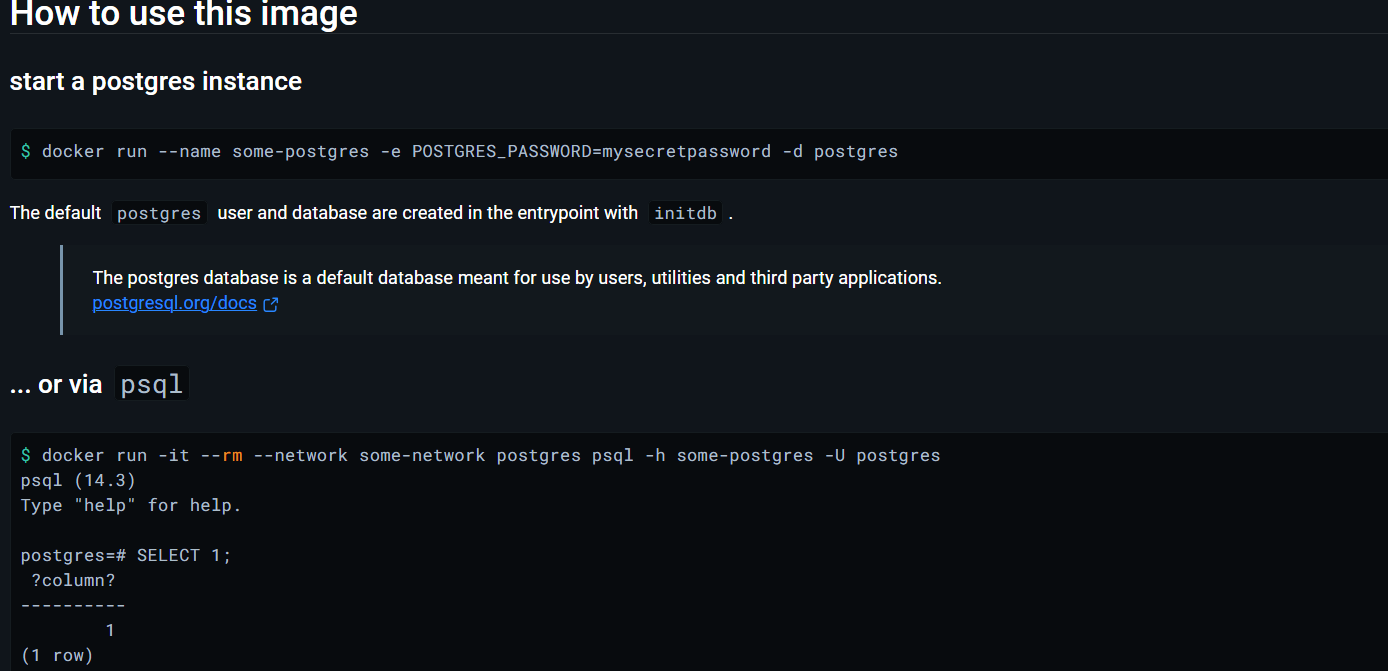 How to use this image
start a postgres instance
$ docker run --name some-postgres -e POSTGRES_PASSWORD=mysecretpassword -d postgres
The default postgres user and database are created in the entrypoint with initdb .
The postgres database is a default database meant for use by users, utilities and third party applications.
postgresql.org/docs
... or via psql
$ docker run -it --rm --network some-network postgres psql -h some-postgres -U postgres
psql (14.3)
Type "help" for help.
postgres=# SELECT 1;
?column?
----------
1
(1 row)